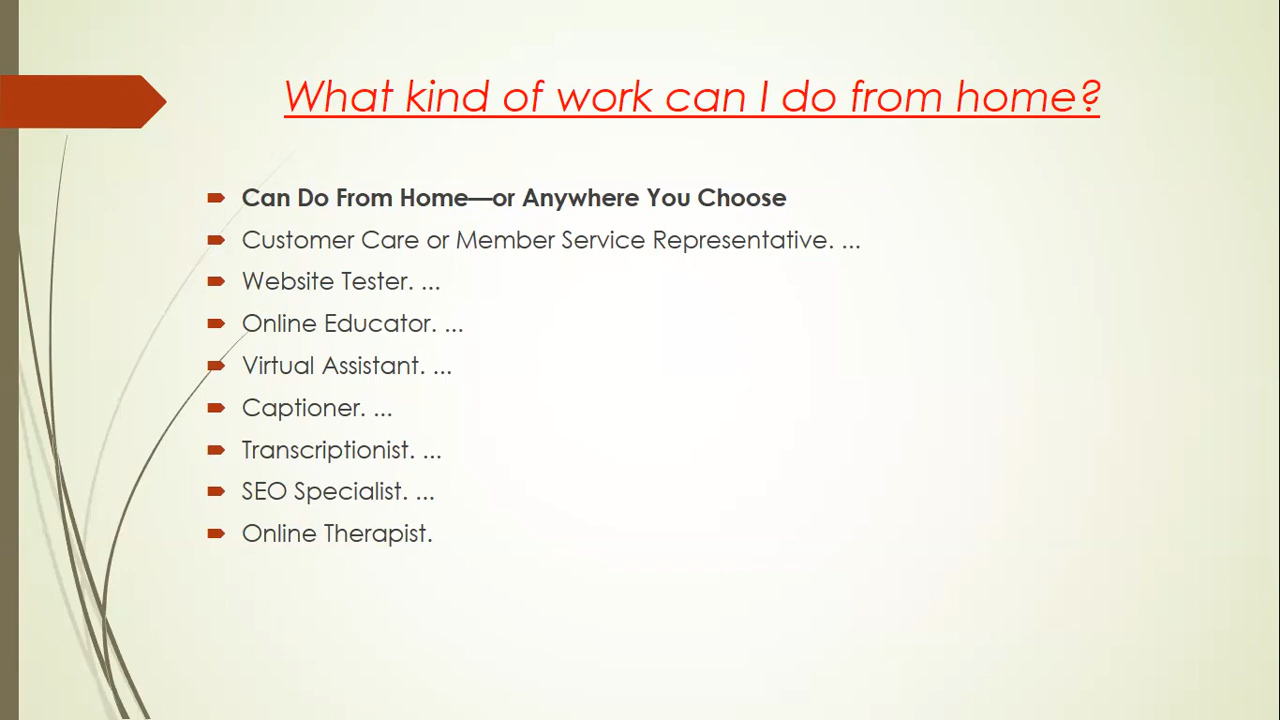 What kind of work can I do from home?
Can Do From Home—or Anywhere You Choose
Customer Care or Member Service Representative. ...
Website Tester. ...
Online Educator. ...
Virtual Assistant. ...
Captioner. ...
Transcriptionist. ...
SEO Specialist. ...
Online Therapist.